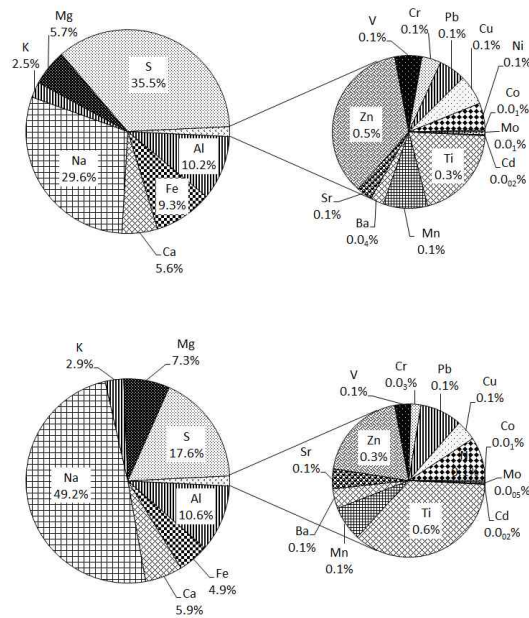 Mg
5.7%
K
2.5%
S
35.5%
Na
29.6%
Al
10.2%
Fe
9.3%
Ca
5.6%
V
0.1%
Cr
0.1%
Pb
0.1%
Cu
0.1%
Ni
0.1%
Co
0.01%
Mo
0.01%
Cd
0.02%
Zn
0.5%
Ti
0.3%
Sr
0.1%
Ba
0.04%
Mn
0.1%
K
2.9%
Mg
7.3%
S
17.6%
Na
49.2%
Al
10.6%
Fe
4.9%
Ca
5.9%
V
0.1%
Cr
0.03%
Pb
0.1%
Cu
0.1%
Co
0.01%
Mo
0.005%
Cd
0.02%
Zn
0.3%
Sr
0.1%
Ti
0.6%
Ba
0.1%
Mn
0.1%